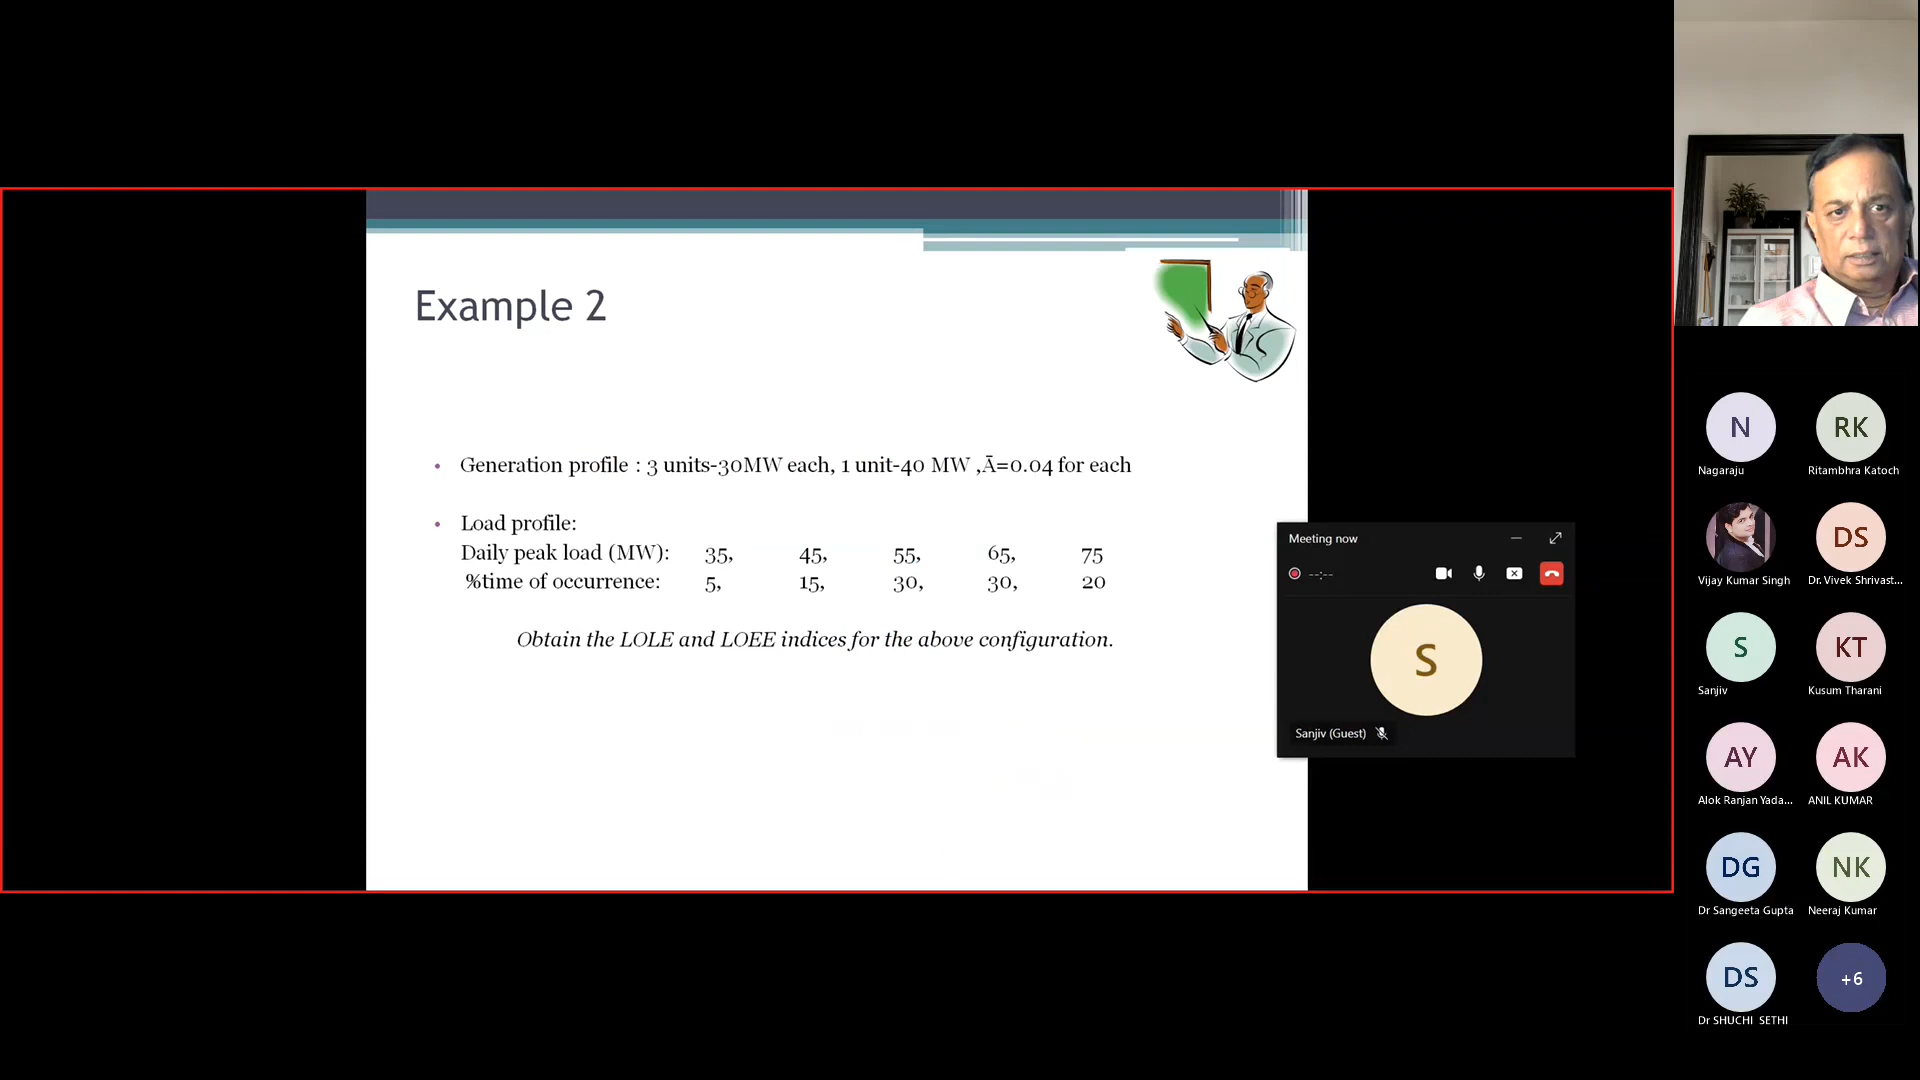 Example 2
• Generation profile : 3 units-30MW each, 1 unit-40 MW ,Ā=0.04 for each
• Load profile:
Daily peak load (MW): 35, 45, 55, 65, 75
%time of occurrence: 5, 15, 30, 30, 20
Obtain the LOLE and LOEE indices for the above configuration.
Meeting now
--:--
S
Sanjiv (Guest)
N RK
Nagaraju Ritambhra Katoch
DS
Vijay Kumar Singh Dr. Vivek Shrivast...
S KT
Sanjiv Kusum Tharani
AY AK
Alok Ranjan Yada... ANIL KUMAR
DG NK
Dr Sangeeta Gupta Neeraj Kumar
DS +6
Dr SHUCHI SETHI